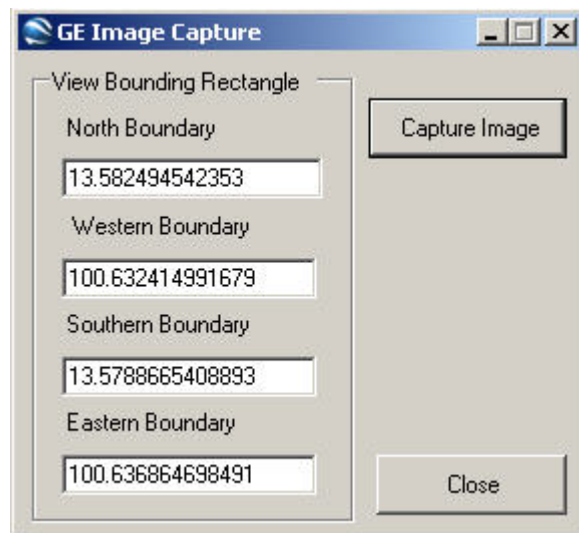 GE Image Capture
View Bounding Rectangle
North Boundary
13.582494542353
Western Boundary
100.632414991679
Southern Boundary
13.5788665408893
Eastern Boundary
100.636864698491
Capture Image
Close